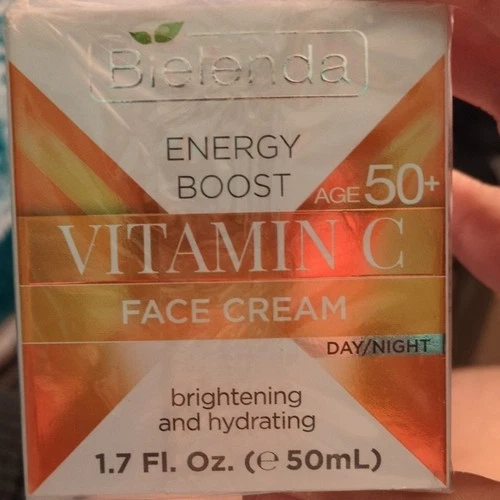 Bielenda
ENERGY
BOOST
AGE 50+
VITAMIN C
FACE CREAM
DAY/NIGHT
brightening
and hydrating
1.7 Fl. Oz. (℮ 50mL)